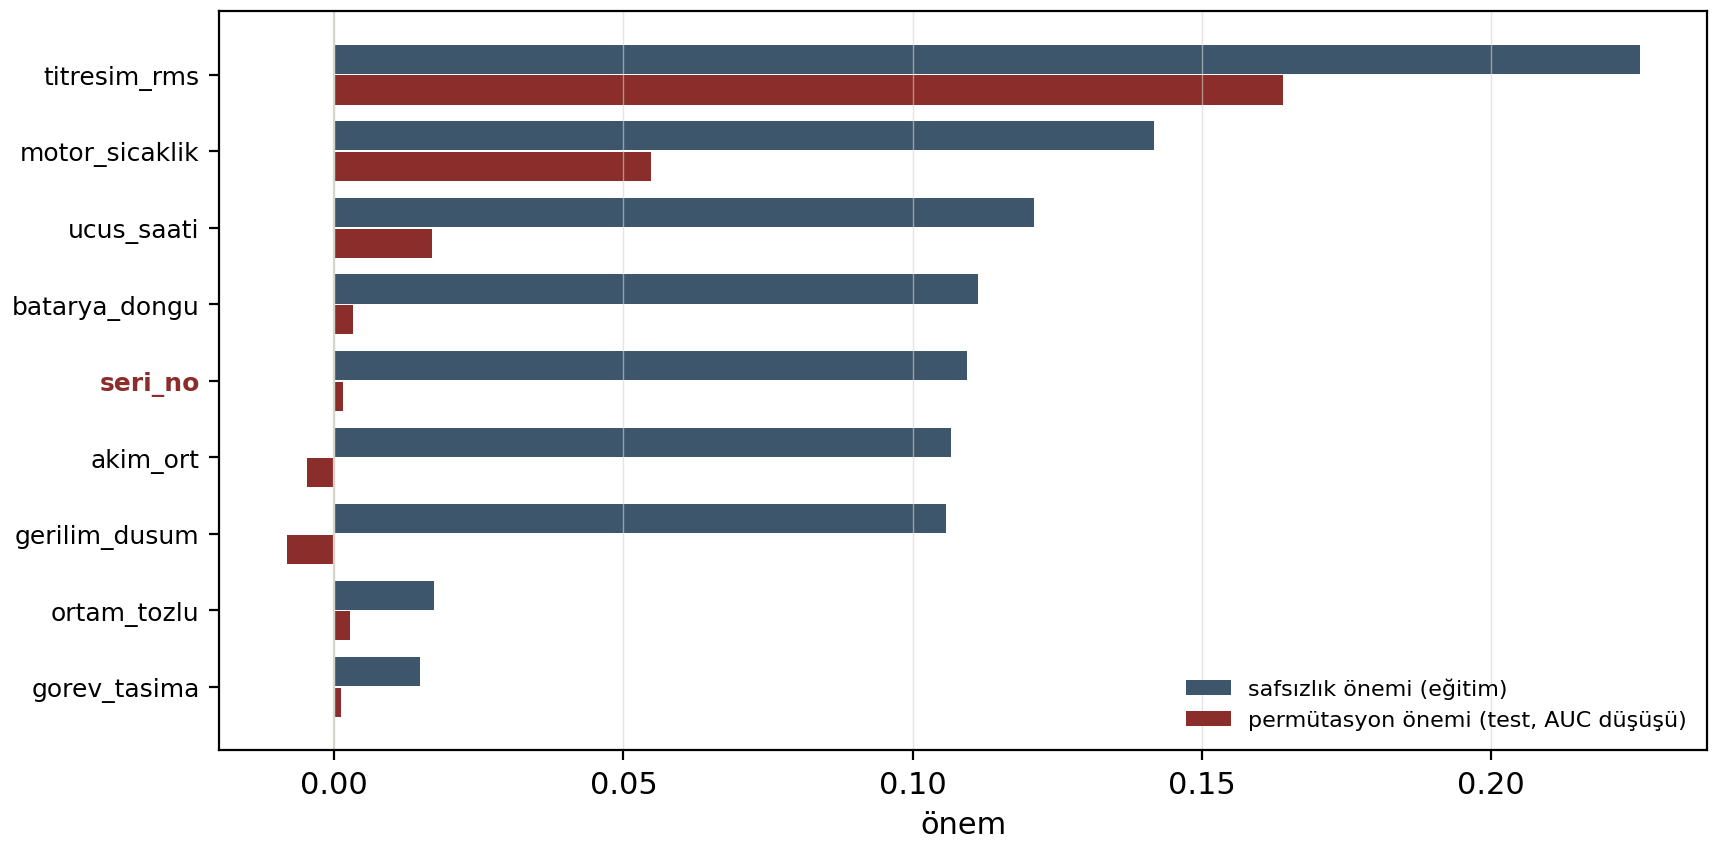 titresim_rms
motor_sicaklik
ucus_saati
batarya_dongu
seri_no
akim_ort
gerilim_dusum
ortam_tozlu
gorev_tasima
safsızlık önemi (eğitim)
permütasyon önemi (test, AUC düşüşü)
0.00 0.05 0.10 0.15 0.20
önem